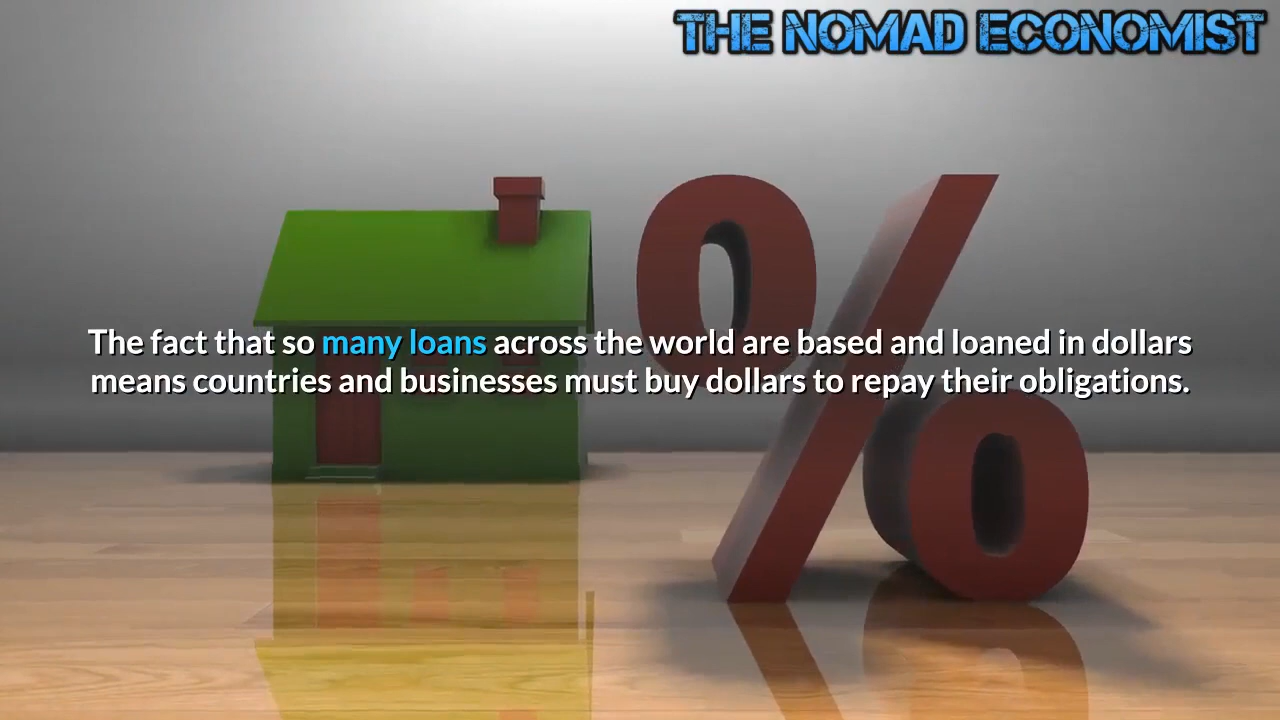 THE NOMAD ECONOMIST
The fact that so many loans across the world are based and loaned in dollars
means countries and businesses must buy dollars to repay their obligations.